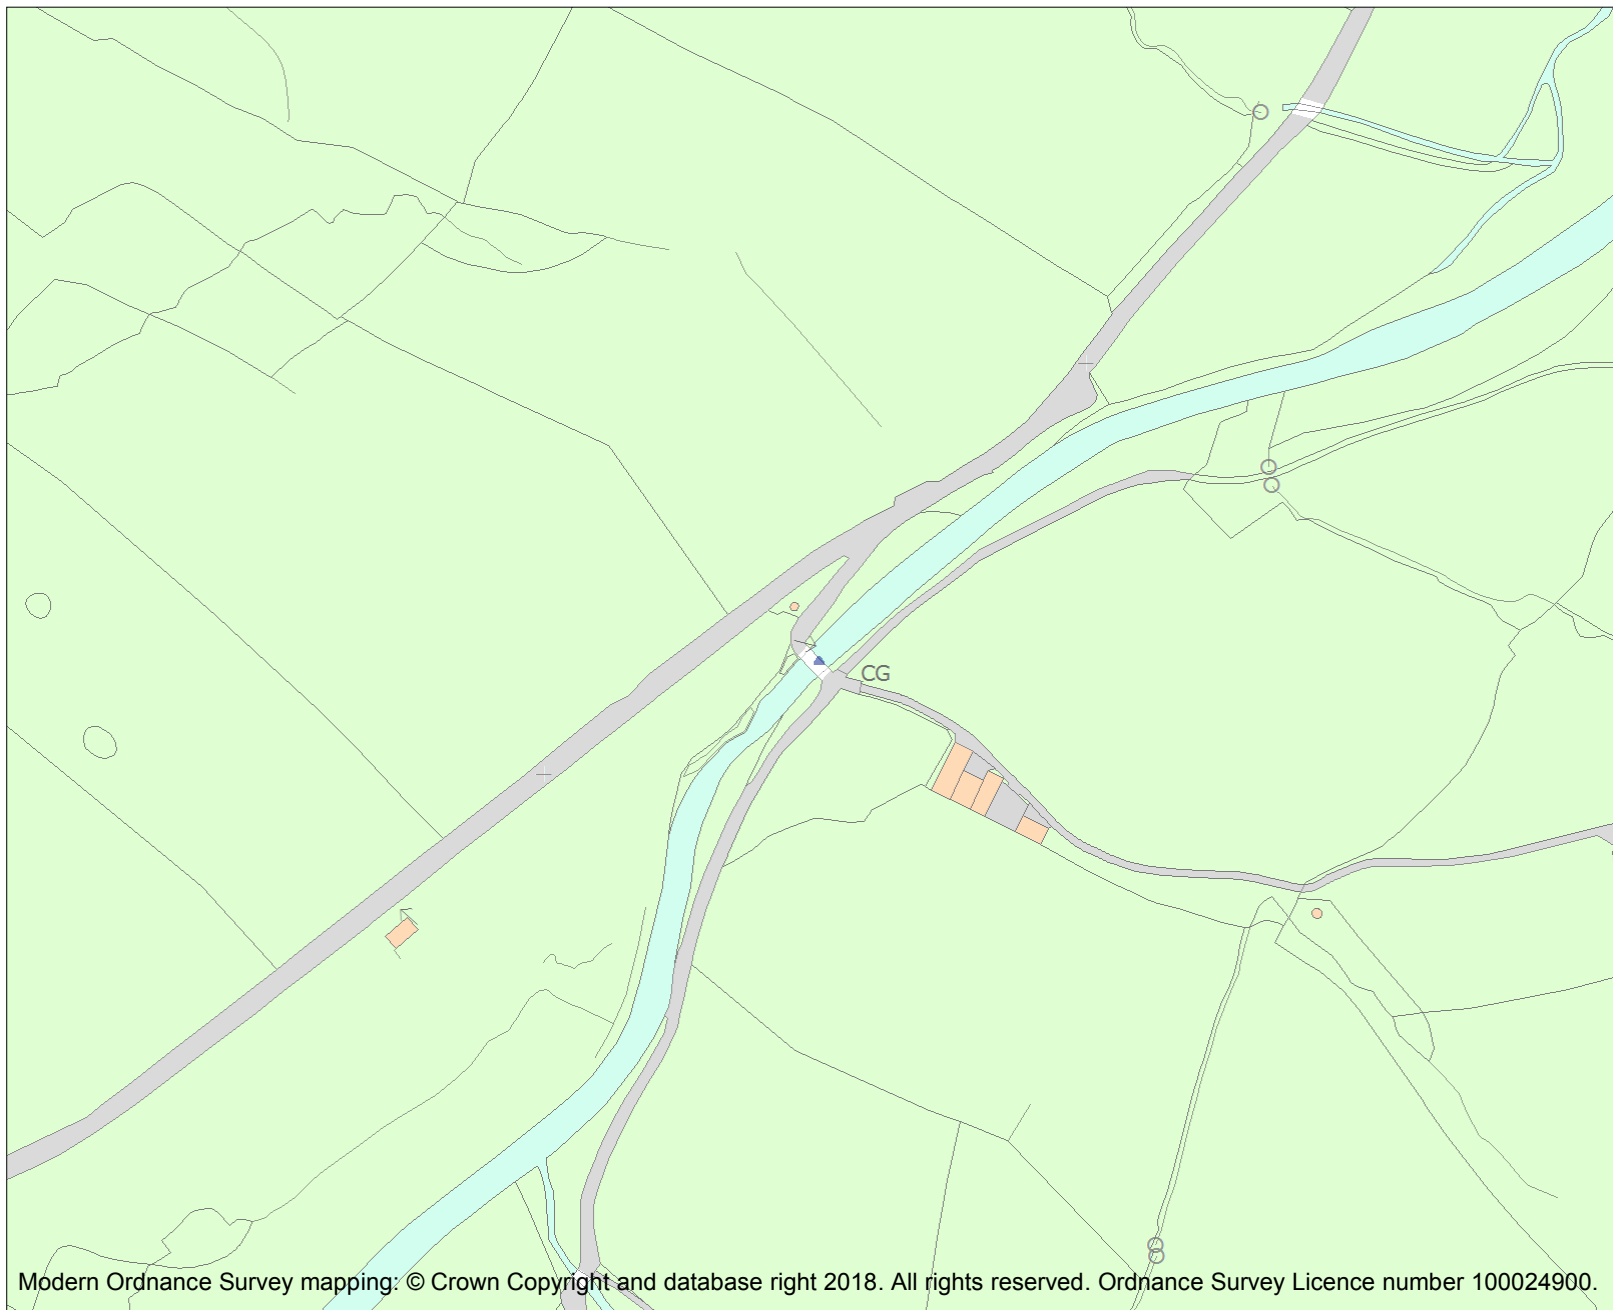 CG
Modern Ordnance Survey mapping: © Crown Copyright and database right 2018. All rights reserved. Ordnance Survey Licence number 100024900.